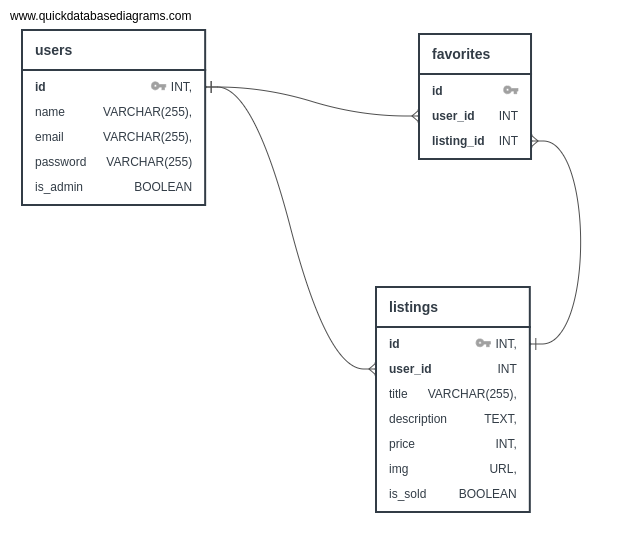 www.quickdatabasediagrams.com
users
id INT,
name VARCHAR(255),
email VARCHAR(255),
password VARCHAR(255)
is_admin BOOLEAN
favorites
id
user_id INT
listing_id INT
listings
id INT,
user_id INT
title VARCHAR(255),
description TEXT,
price INT,
img URL,
is_sold BOOLEAN